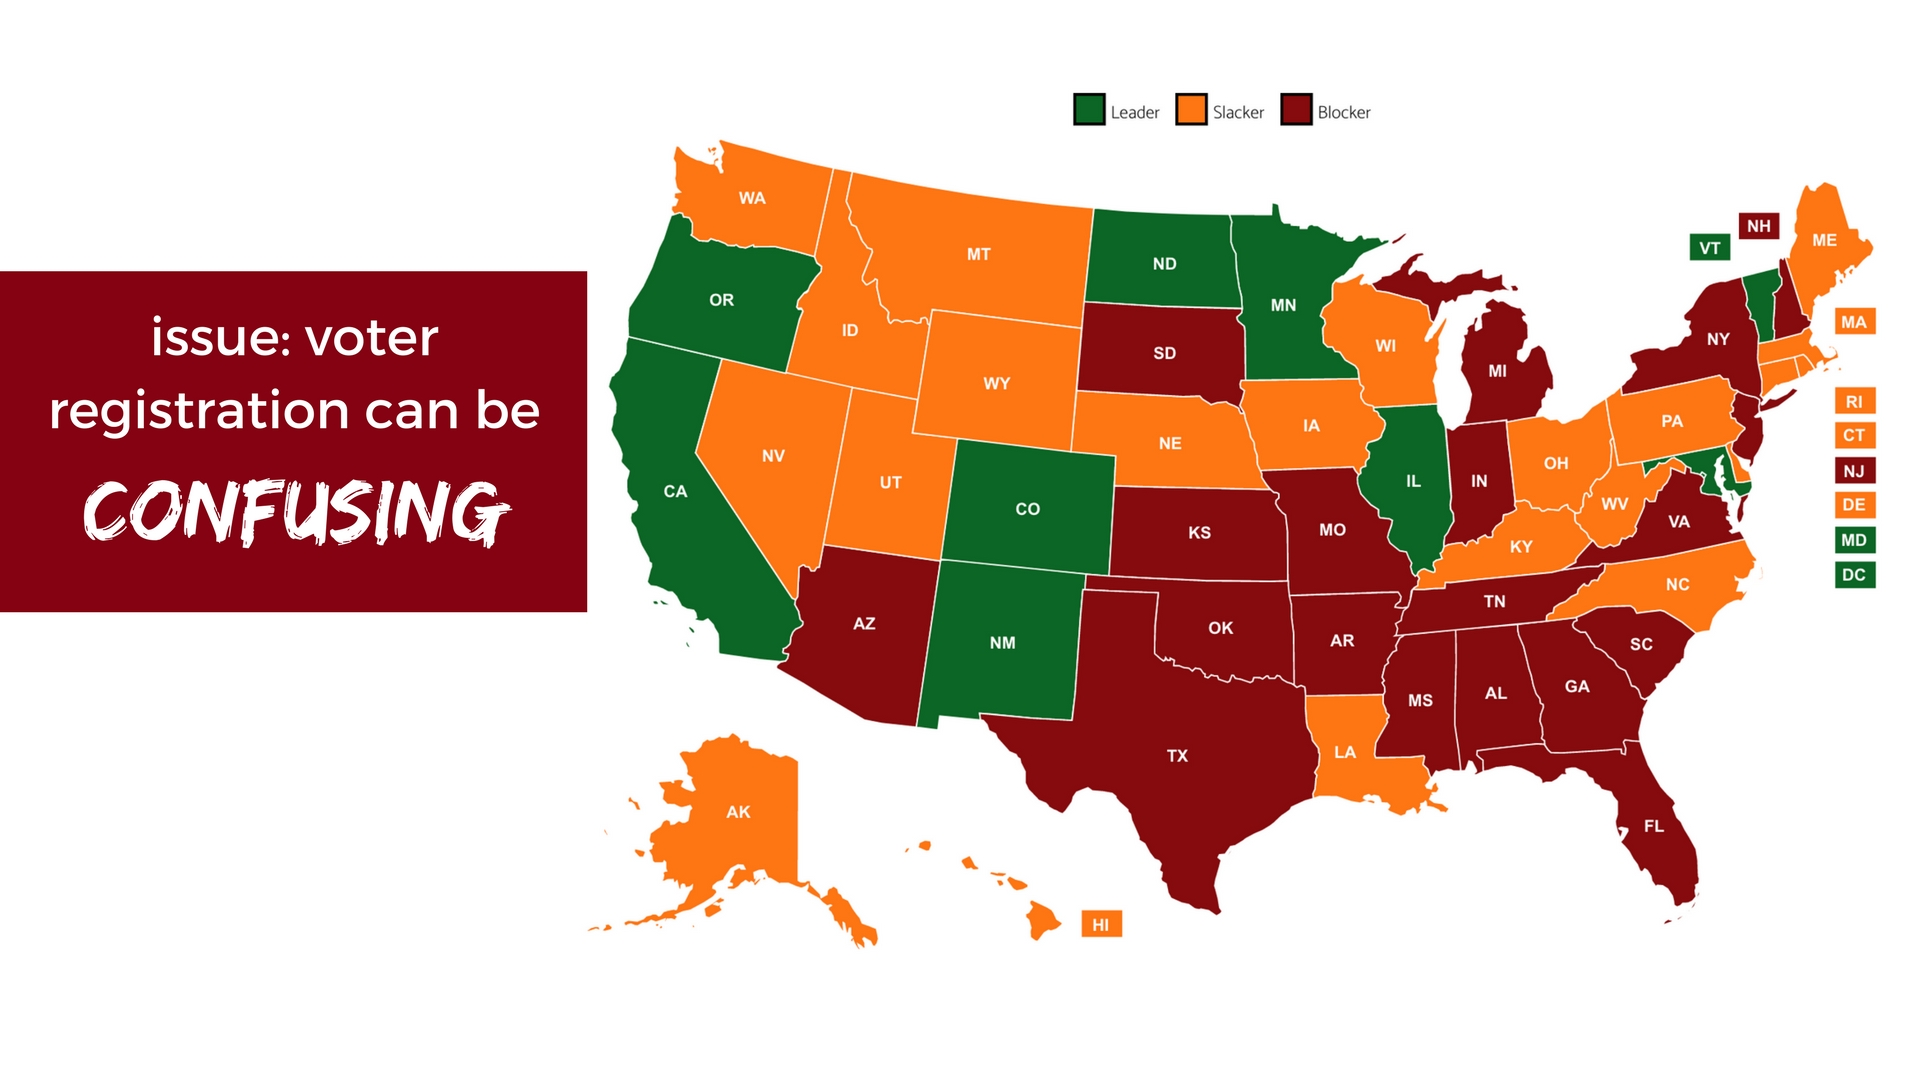 Leader Slacker Blocker
issue: voter
registration can be
CONFUSING
WA
MT
ND
MN
OR
ID
WY
SD
WI
MI
NY
VT
NH
ME
MA
RI
CT
NJ
DE
MD
DC
CA
NV
UT
CO
NE
IA
IL
IN
OH
PA
WV
VA
KS
MO
KY
NC
TN
AZ
NM
OK
AR
SC
MS
AL
GA
TX
LA
FL
AK
HI